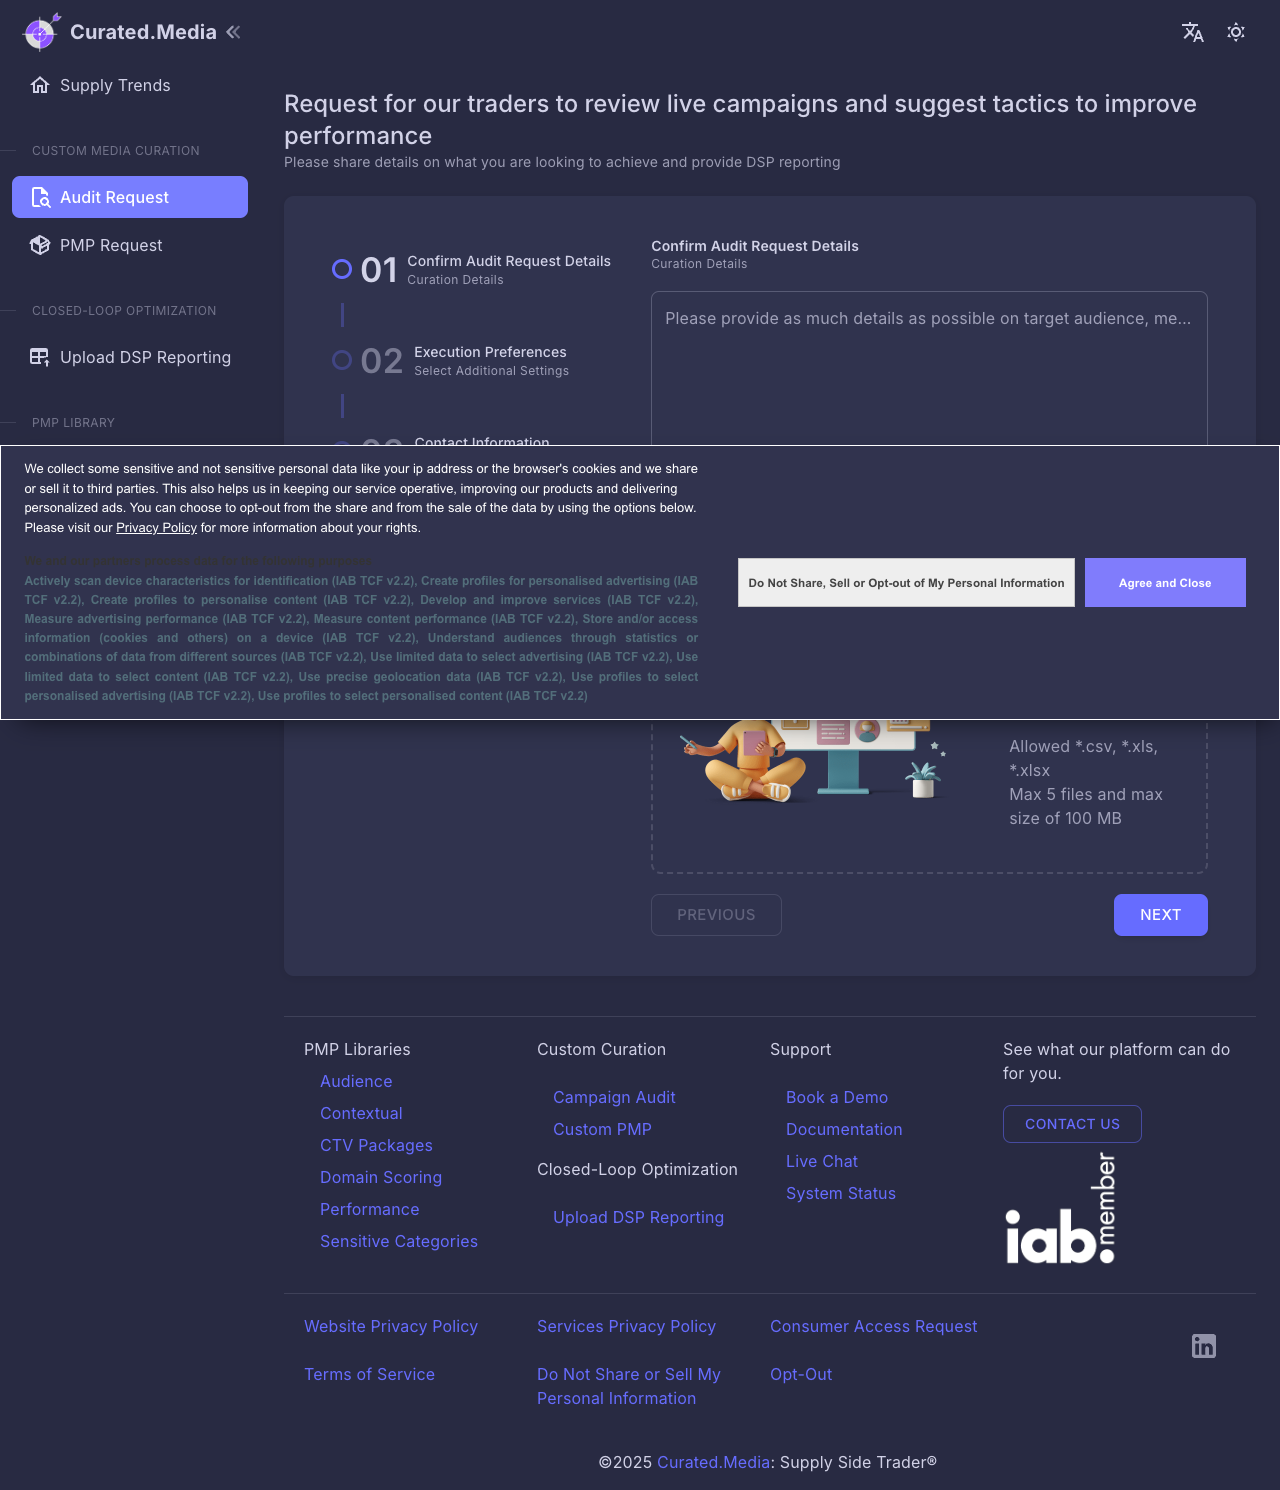 Curated.Media
Supply Trends
CUSTOM MEDIA CURATION
Audit Request
PMP Request
CLOSED-LOOP OPTIMIZATION
Upload DSP Reporting
PMP LIBRARY
Request for our traders to review live campaigns and suggest tactics to improve
performance
Please share details on what you are looking to achieve and provide DSP reporting
01
Confirm Audit Request Details
Curation Details
02
Execution Preferences
Select Additional Settings
Contact Information
Confirm Audit Request Details
Curation Details
Please provide as much details as possible on target audience, me...
We collect some sensitive and not sensitive personal data like your ip address or the browser's cookies and we share
or sell it to third parties. This also helps us in keeping our service operative, improving our products and delivering
personalized ads. You can choose to opt-out from the share and from the sale of the data by using the options below.
Please visit our Privacy Policy for more information about your rights.
Actively scan device characteristics for identification (IAB TCF v2.2), Create profiles for personalised advertising (IAB
TCF v2.2), Create profiles to personalise content (IAB TCF v2.2), Develop and improve services (IAB TCF v2.2),
Measure advertising performance (IAB TCF v2.2), Measure content performance (IAB TCF v2.2), Store and/or access
information (cookies and others) on a device (IAB TCF v2.2), Understand audiences through statistics or
combinations of data from different sources (IAB TCF v2.2), Use limited data to select advertising (IAB TCF v2.2), Use
limited data to select content (IAB TCF v2.2), Use precise geolocation data (IAB TCF v2.2), Use profiles to select
personalised advertising (IAB TCF v2.2), Use profiles to select personalised content (IAB TCF v2.2)
Do Not Share, Sell or Opt-out of My Personal Information
Agree and Close
Allowed *.csv, *.xls,
*.xlsx
Max 5 files and max
size of 100 MB
PREVIOUS
NEXT
PMP Libraries
Audience
Contextual
CTV Packages
Domain Scoring
Performance
Sensitive Categories
Custom Curation
Campaign Audit
Custom PMP
Closed-Loop Optimization
Upload DSP Reporting
Support
Book a Demo
Documentation
Live Chat
System Status
See what our platform can do
for you.
CONTACT US
iab.
member
Website Privacy Policy
Services Privacy Policy
Consumer Access Request
Terms of Service
Do Not Share or Sell My
Personal Information
Opt-Out
©2025 Curated.Media: Supply Side Trader®